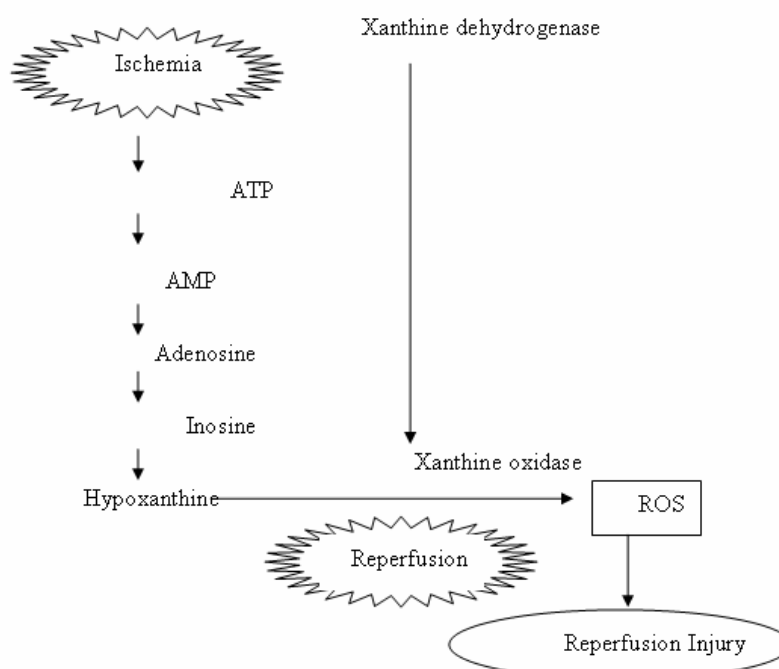 Xanthine dehydrogenase
Ischemia
ATP
AMP
Adenosine
Inosine
Xanthine oxidase
Hypoxanthine
ROS
Reperfusion
Reperfusion Injury